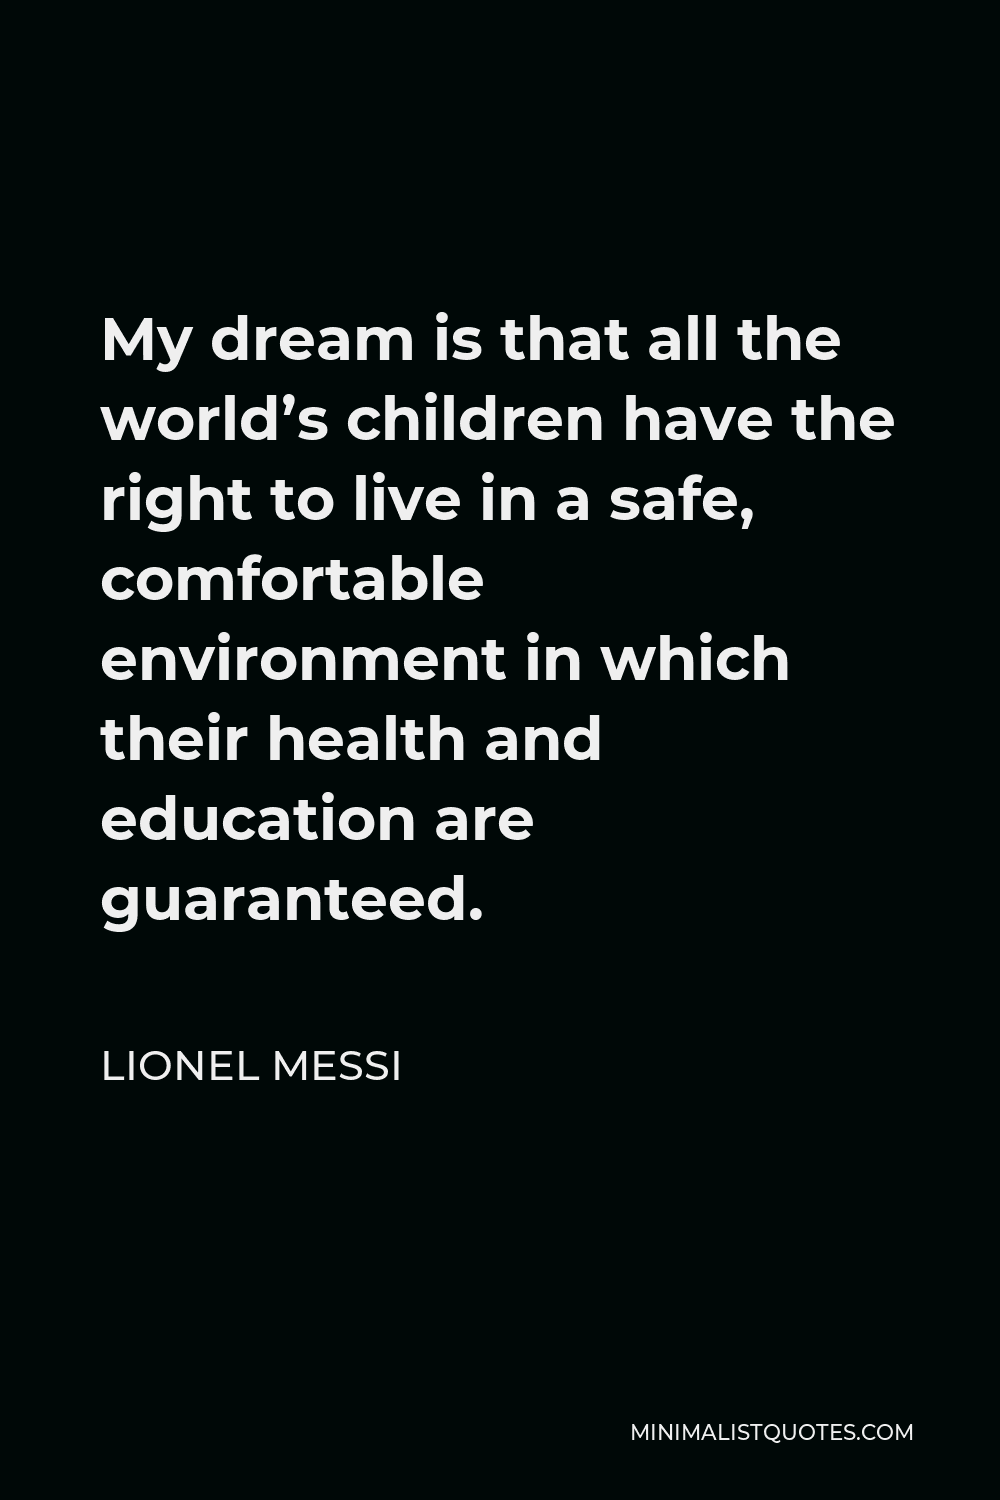 My dream is that all the
world’s children have the
right to live in a safe,
comfortable
environment in which
their health and
education are
guaranteed.
LIONEL MESSI
MINIMALISTQUOTES.COM